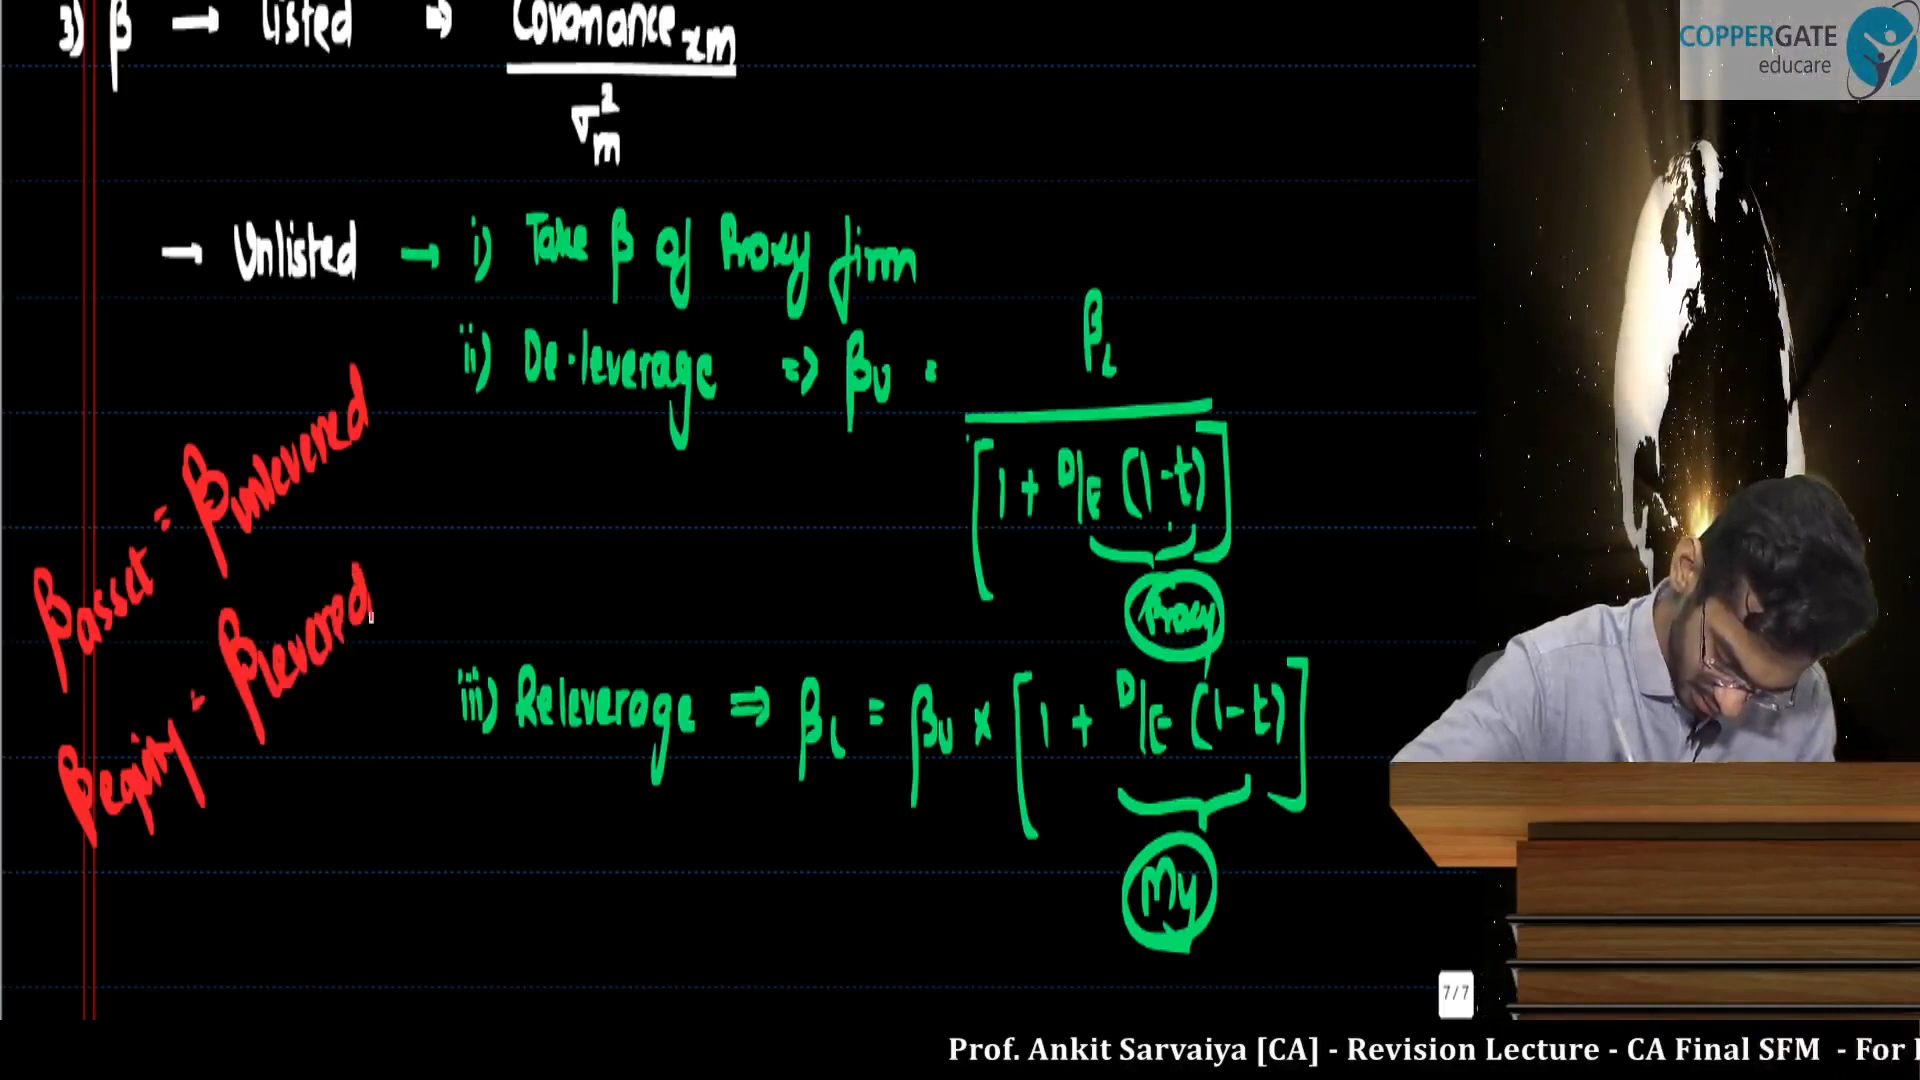 3) β → Listed ⇒ Covariance xm
σ²m
→ Unlisted → i) Take β of Proxy firm
ii) De-leverage ⇒ βU = βL
[1 + D/E (1-t)]
Proxy
iii) Releverage ⇒ βL = βU × [1 + D/E (1-t)]
My
βasset = βunlevered
βequity = βlevered
COPPERGATE
educare
7/7
Prof. Ankit Sarvaiya [CA] - Revision Lecture - CA Final SFM - For